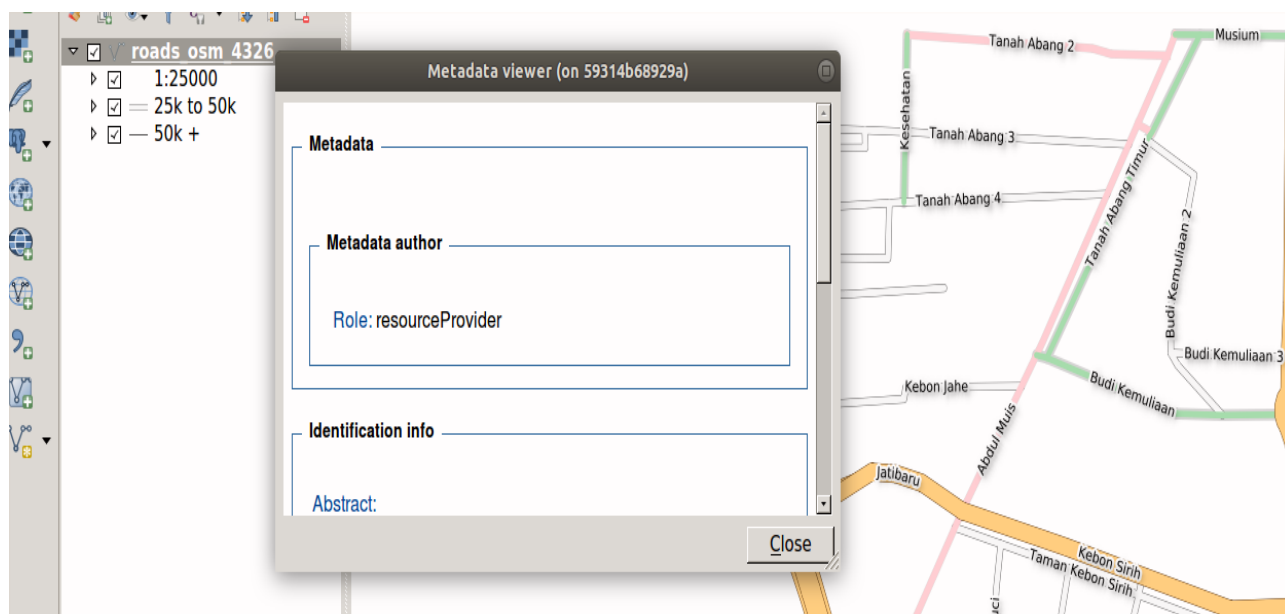 roads_osm_4326
1:25000
25k to 50k
50k +
Metadata viewer (on 59314b68929a)
Metadata
Metadata author
Role: resourceProvider
Identification info
Abstract:
Close
Tanah Abang 2
Musium
Kesehatan
Tanah Abang 3
Tanah Abang Timur
Tanah Abang 4
Budi Kemuliaan 2
Budi Kemuliaan 3
Kebon Jahe
Budi Kemuliaan
Abdul Muis
Jatibaru
Kebon Sirih
Taman Kebon Sirih
uci